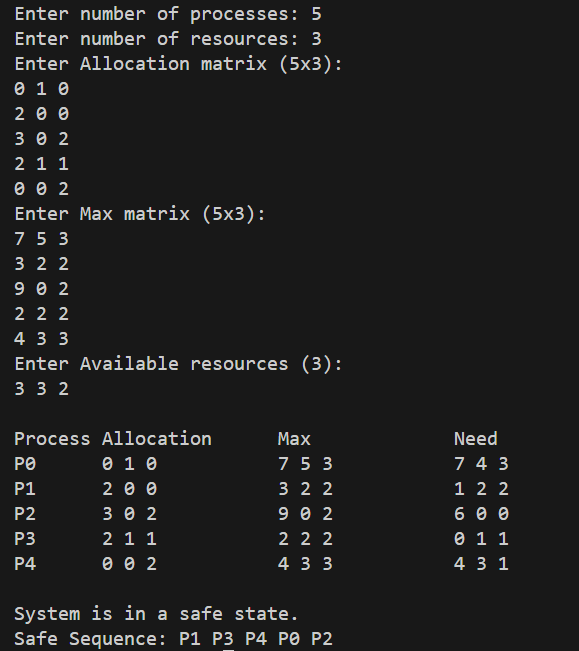 Enter number of processes: 5
Enter number of resources: 3
Enter Allocation matrix (5x3):
0 1 0
2 0 0
3 0 2
2 1 1
0 0 2
Enter Max matrix (5x3):
7 5 3
3 2 2
9 0 2
2 2 2
4 3 3
Enter Available resources (3):
3 3 2

Process Allocation      Max             Need
P0      0 1 0           7 5 3           7 4 3
P1      2 0 0           3 2 2           1 2 2
P2      3 0 2           9 0 2           6 0 0
P3      2 1 1           2 2 2           0 1 1
P4      0 0 2           4 3 3           4 3 1

System is in a safe state.
Safe Sequence: P1 P3 P4 P0 P2